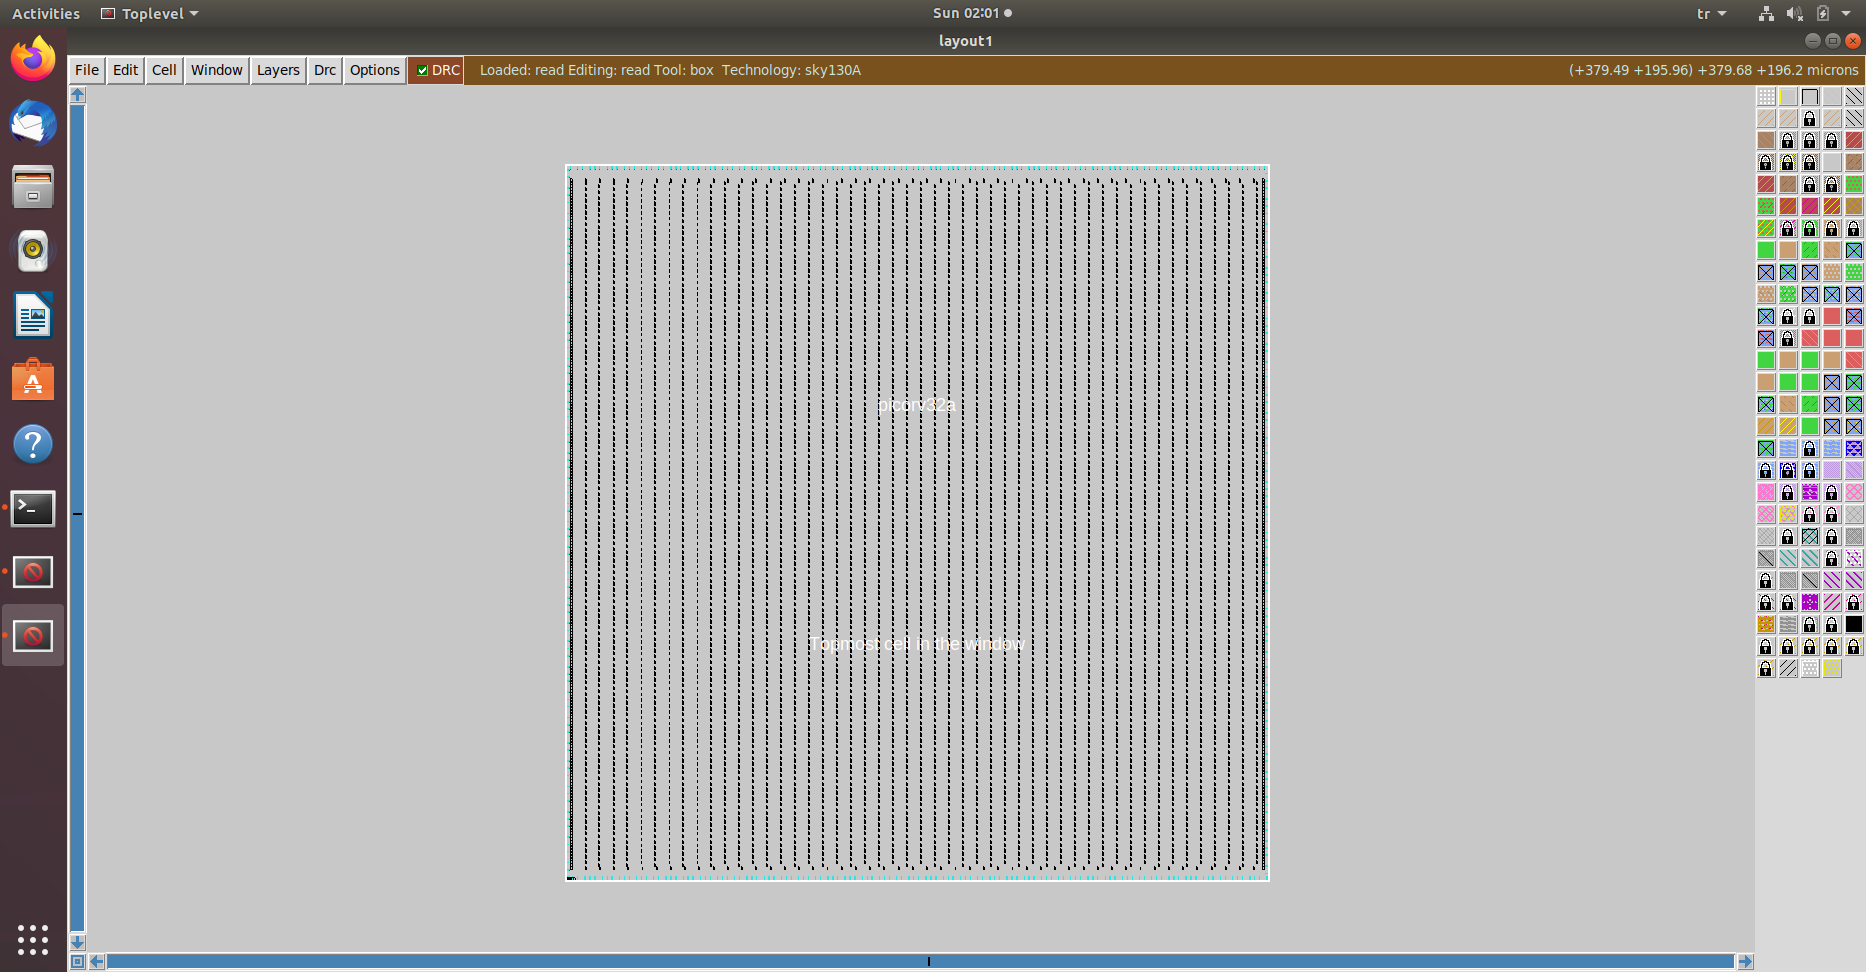 Activities Toplevel Sun 02:01 tr
layout1
File Edit Cell Window Layers Drc Options DRC Loaded: read Editing: read Tool: box Technology: sky130A (+379.49 +195.96) +379.68 +196.2 microns
picorv32a
Topmost cell in the window